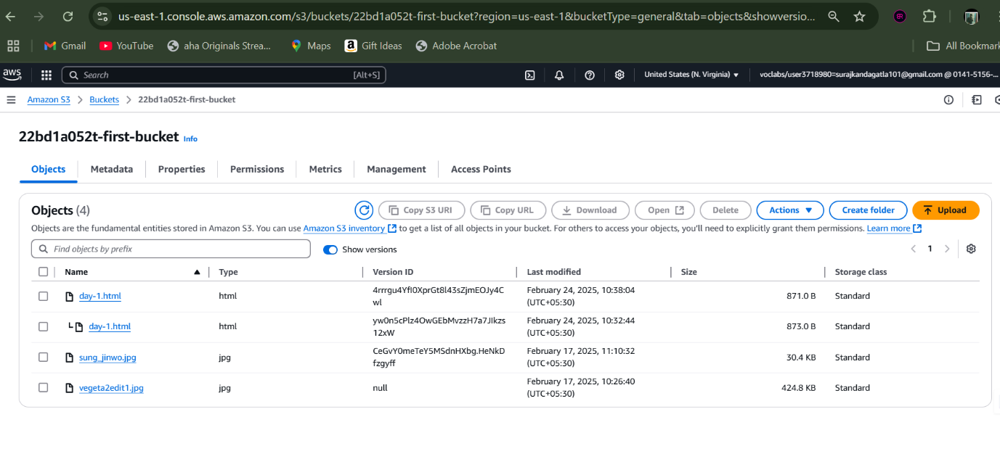 us-east-1.console.aws.amazon.com/s3/buckets/22bd1a052t-first-bucket?region=us-east-1&bucketType=general&tab=objects&showversio...
Gmail YouTube aha Originals Strea... Maps Gift Ideas Adobe Acrobat All Bookmark
aws Search [Alt+S] United States (N. Virginia) voclabs/user3718980=surajkandagatla101@gmail.com @ 0141-5156-...
Amazon S3 > Buckets > 22bd1a052t-first-bucket
22bd1a052t-first-bucket Info
Objects Metadata Properties Permissions Metrics Management Access Points
Objects (4) Copy S3 URI Copy URL Download Open Delete Actions Create folder Upload
Objects are the fundamental entities stored in Amazon S3. You can use Amazon S3 inventory to get a list of all objects in your bucket. For others to access your objects, you'll need to explicitly grant them permissions. Learn more
Find objects by prefix Show versions 1
Name Type Version ID Last modified Size Storage class
day-1.html html 4rrrgu4YfI0XprGt8l43sZjmEOJy4C February 24, 2025, 10:38:04 871.0 B Standard
wl (UTC+05:30)
day-1.html html yw0n5cPlz4OwGEbMvzzH7a7JIkzs February 24, 2025, 10:32:44 873.0 B Standard
12xW (UTC+05:30)
sung_jinwo.jpg jpg CeGvY0meTeY5MSdnHXbg.HeNkD February 17, 2025, 11:10:32 30.4 KB Standard
fzgyff (UTC+05:30)
vegeta2edit1.jpg jpg null February 17, 2025, 10:26:40 424.8 KB Standard
(UTC+05:30)